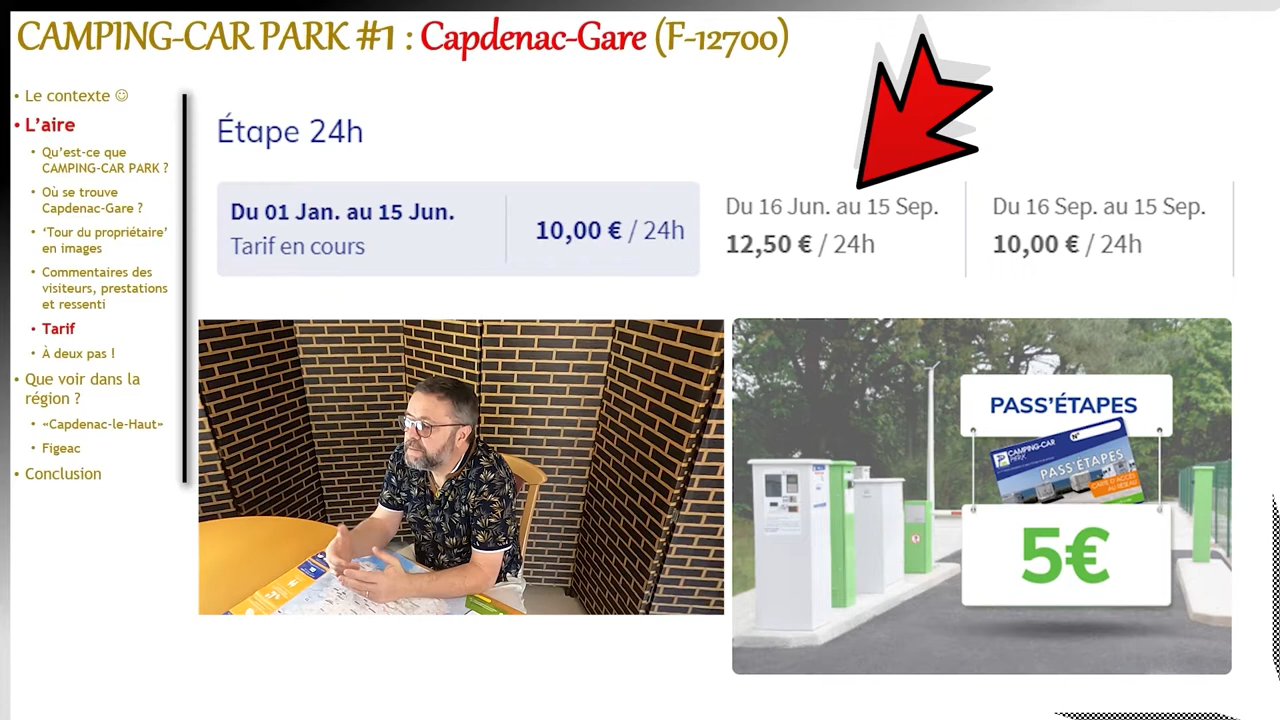 CAMPING-CAR PARK #1 : Capdenac-Gare (F-12700)
• Le contexte ☺
• L'aire
• Qu'est-ce que
CAMPING-CAR PARK ?
• Où se trouve
Capdenac-Gare ?
• 'Tour du propriétaire'
en images
• Commentaires des
visiteurs, prestations
et ressenti
• Tarif
• À deux pas !
• Que voir dans la
région ?
• «Capdenac-le-Haut»
• Figeac
• Conclusion
Étape 24h
Du 01 Jan. au 15 Jun.
Tarif en cours
10,00 € / 24h
Du 16 Jun. au 15 Sep.
12,50 € / 24h
Du 16 Sep. au 15 Sep.
10,00 € / 24h
PASS'ÉTAPES
N°
CAMPING-CAR
PARK
PASS'ÉTAPES
CARTE D'ACCÈS
AU RÉSEAU
5€